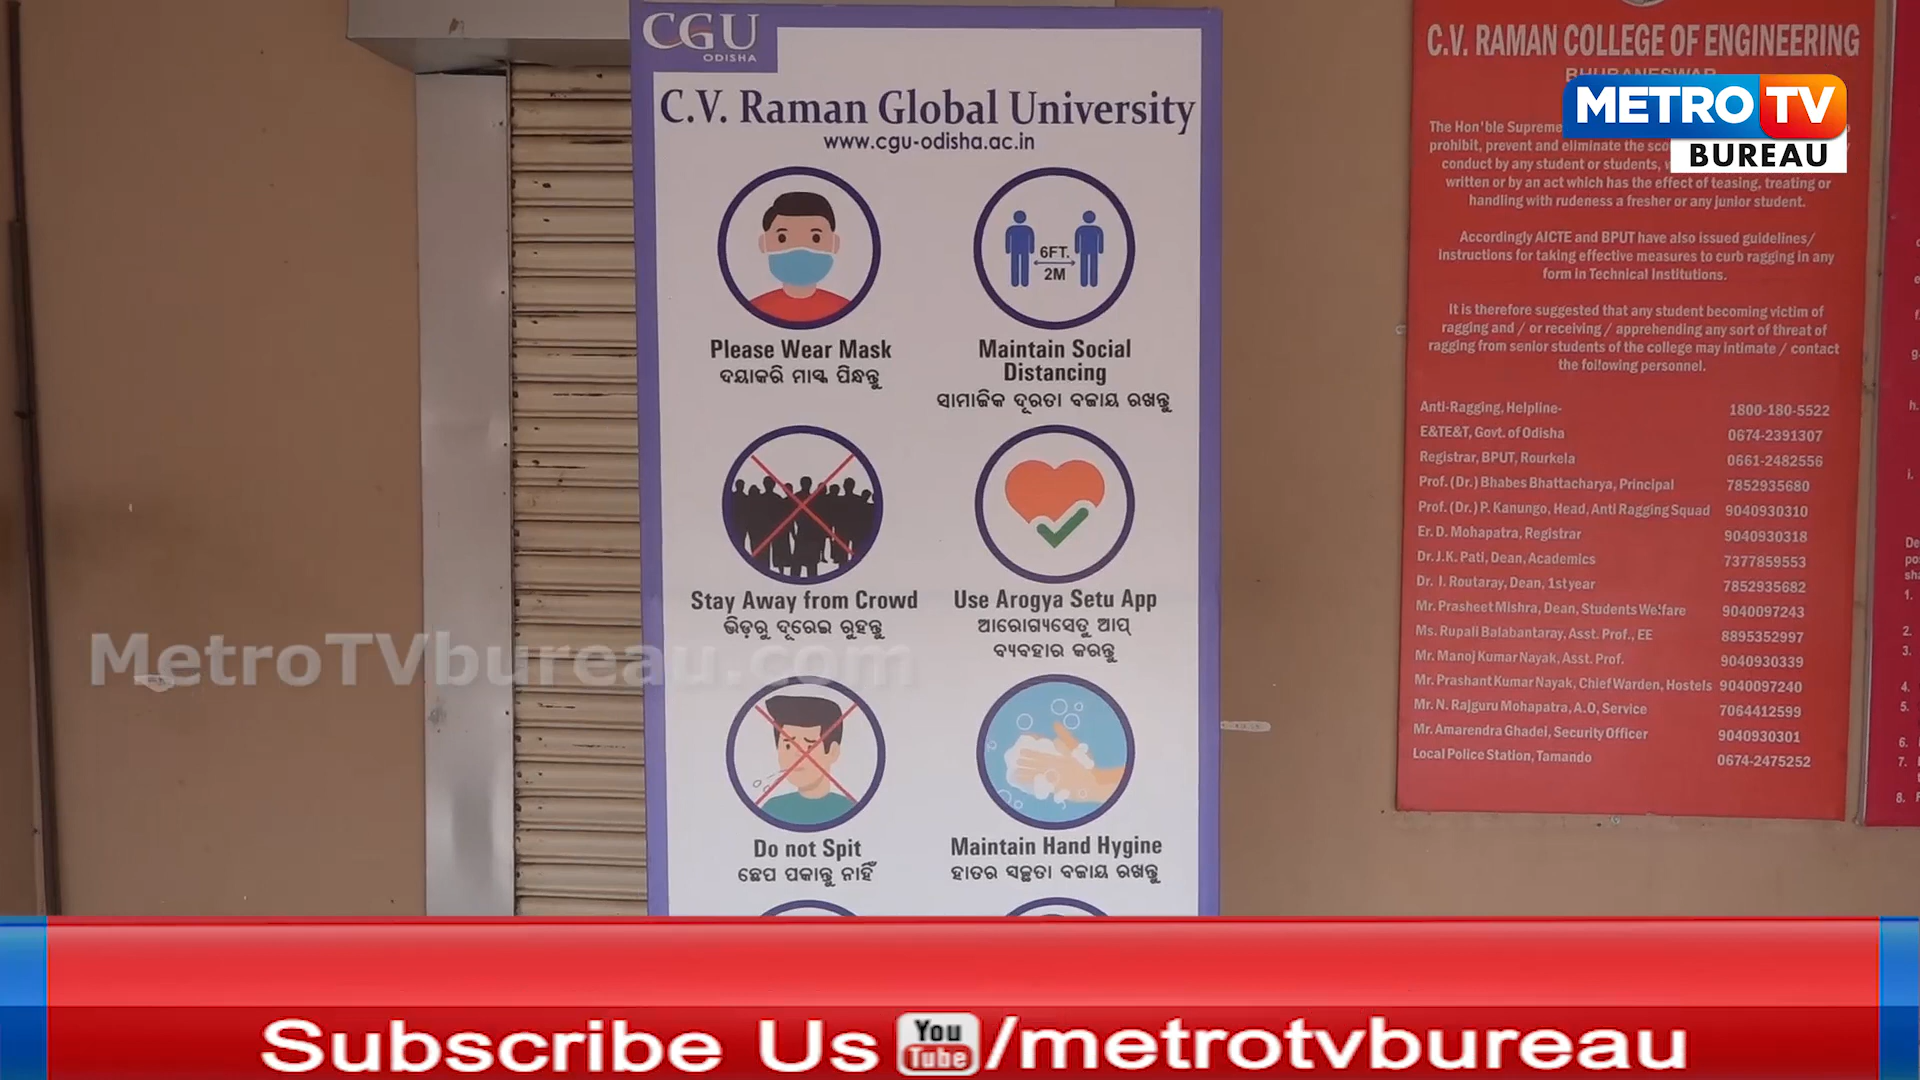 CGU
ODISHA
C.V. Raman Global University
www.cgu-odisha.ac.in
Please Wear Mask
ଦୟାକରି ମାସ୍କ ପିନ୍ଧନ୍ତୁ
6FT.
2M
Maintain Social
Distancing
ସାମାଜିକ ଦୂରତା ବଜାୟ ରଖନ୍ତୁ
Stay Away from Crowd
ଭିଡ଼ରୁ ଦୂରେଇ ରୁହନ୍ତୁ
Use Arogya Setu App
ଆରୋଗ୍ୟସେତୁ ଆପ୍
ବ୍ୟବହାର କରନ୍ତୁ
Do not Spit
ଛେପ ପକାନ୍ତୁ ନାହିଁ
Maintain Hand Hygine
ହାତର ସଚ୍ଛତା ବଜାୟ ରଖନ୍ତୁ
C.V. RAMAN COLLEGE OF ENGINEERING
BHUBANESWAR
The Hon'ble Supreme
prohibit, prevent and eliminate the
conduct by any student or students,
written or by an act which has the effect of teasing, treating or
handling with rudeness a fresher or any junior student.
Accordingly AICTE and BPUT have also issued guidelines/
instructions for taking effective measures to curb ragging in any
form in Technical Institutions.
It is therefore suggested that any student becoming victim of
ragging and / or receiving / apprehending any sort of threat of
ragging from senior students of the college may intimate / contact
the following personnel.
Anti-Ragging, Helpline- 1800-180-5522
E&TE&T, Govt. of Odisha 0674-2391307
Registrar, BPUT, Rourkela 0661-2482556
Prof. (Dr.) Bhabes Bhattacharya, Principal 7852935680
Prof. (Dr.) P. Kanungo, Head, Anti Ragging Squad 9040930310
Er. D. Mohapatra, Registrar 9040930318
Dr. J.K. Pati, Dean, Academics 7377859553
Dr. I. Routaray, Dean, 1st year 7852935682
Mr. Prasheet Mishra, Dean, Students Welfare 9040097243
Ms. Rupali Balabantaray, Asst. Prof., EE 8895352997
Mr. Manoj Kumar Nayak, Asst. Prof. 9040930339
Mr. Prashant Kumar Nayak, Chief Warden, Hostels 9040097240
Mr. N. Rajguru Mohapatra, A.O, Service 7064412599
Mr. Amarendra Ghadei, Security Officer 9040930301
Local Police Station, Tamando 0674-2475252
METRO TV
BUREAU
MetroTVbureau.com
Subscribe Us You Tube /metrotvbureau